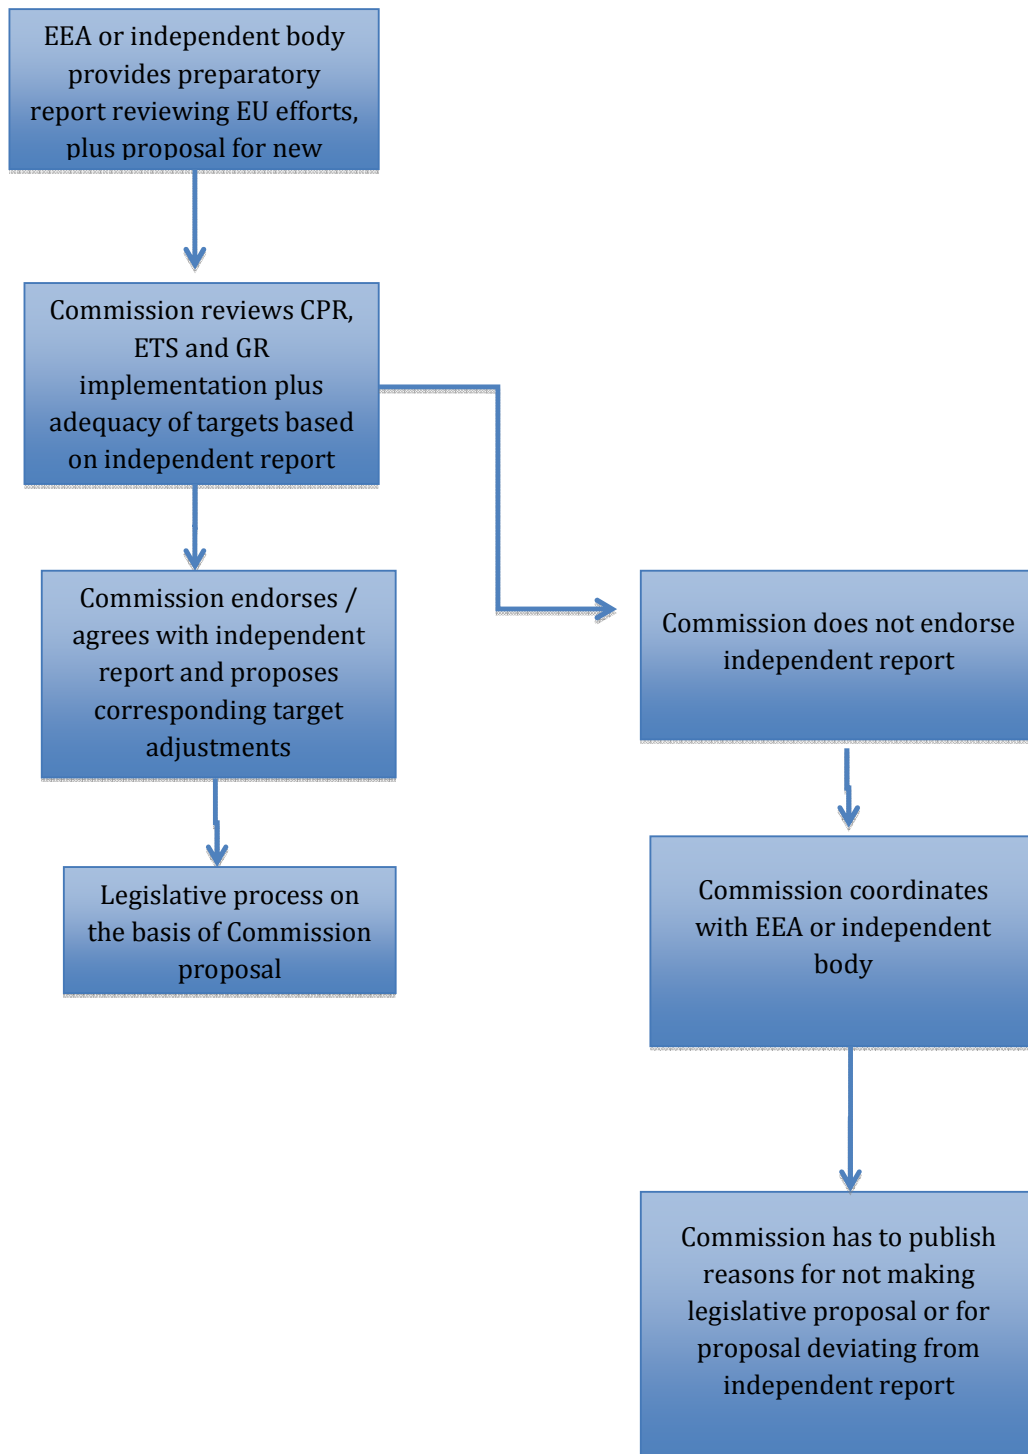 EEA or independent body
provides preparatory
report reviewing EU efforts,
plus proposal for new
Commission reviews CPR,
ETS and GR
implementation plus
adequacy of targets based
on independent report
Commission endorses /
agrees with independent
report and proposes
corresponding target
adjustments
Legislative process on
the basis of Commission
proposal
Commission does not endorse
independent report
Commission coordinates
with EEA or independent
body
Commission has to publish
reasons for not making
legislative proposal or for
proposal deviating from
independent report